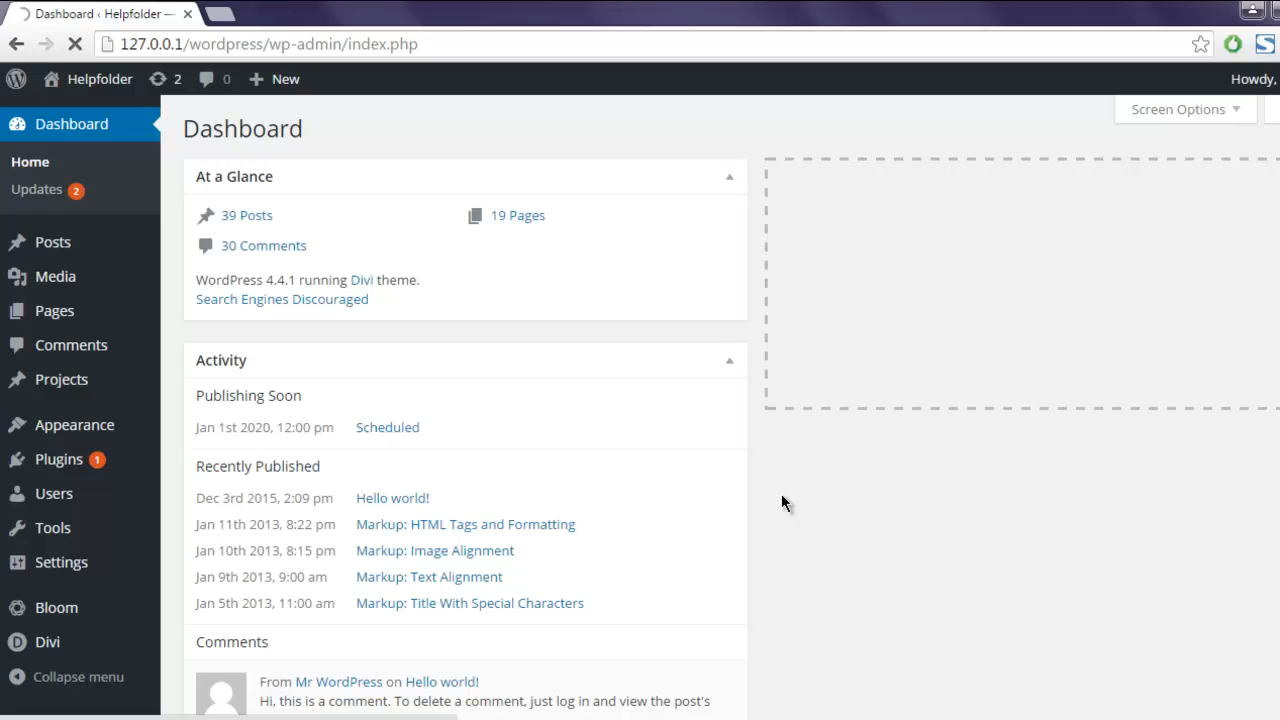 Dashboard ‹ Helpfolder —
127.0.0.1/wordpress/wp-admin/index.php
Helpfolder 2 0 New Howdy,
Dashboard
Home
Updates 2
Posts
Media
Pages
Comments
Projects
Appearance
Plugins 1
Users
Tools
Settings
Bloom
Divi
Collapse menu
Screen Options
Dashboard
At a Glance
39 Posts 19 Pages
30 Comments
WordPress 4.4.1 running Divi theme.
Search Engines Discouraged
Activity
Publishing Soon
Jan 1st 2020, 12:00 pm Scheduled
Recently Published
Dec 3rd 2015, 2:09 pm Hello world!
Jan 11th 2013, 8:22 pm Markup: HTML Tags and Formatting
Jan 10th 2013, 8:15 pm Markup: Image Alignment
Jan 9th 2013, 9:00 am Markup: Text Alignment
Jan 5th 2013, 11:00 am Markup: Title With Special Characters
Comments
From Mr WordPress on Hello world!
Hi, this is a comment. To delete a comment, just log in and view the post's